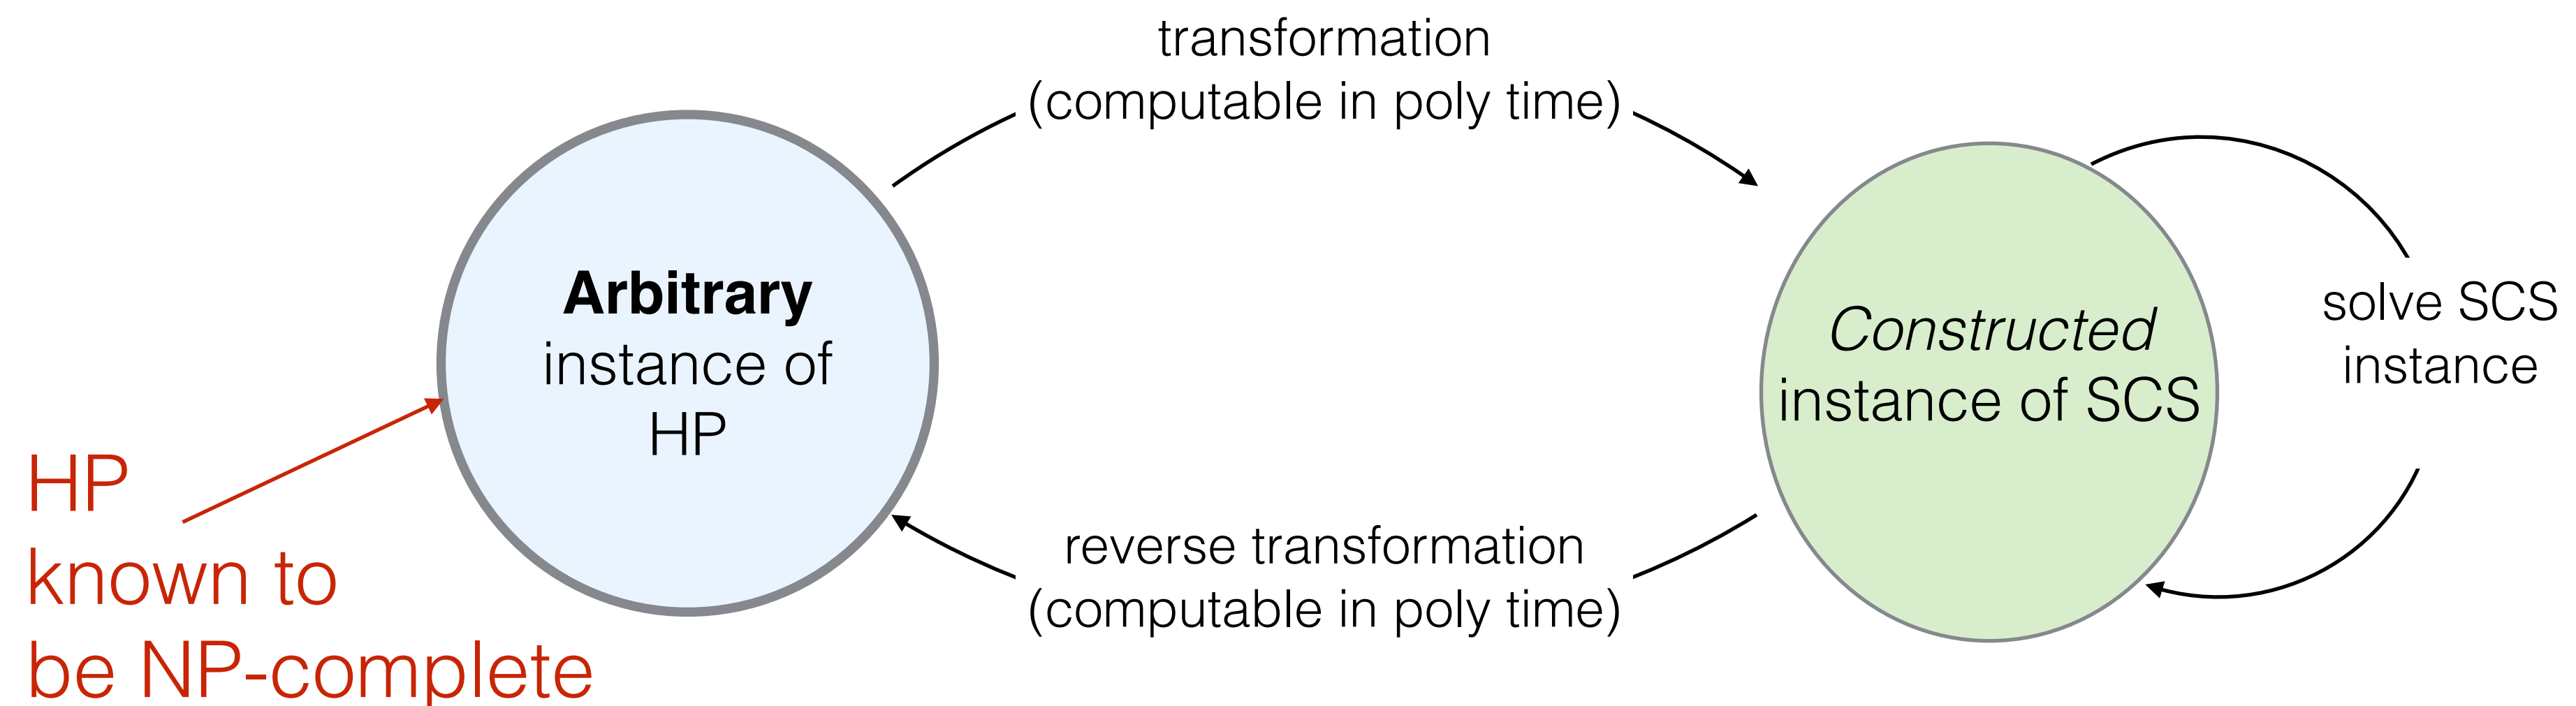 transformation
(computable in poly time)
Arbitrary
instance of
HP
Constructed
instance of SCS
solve SCS
instance
HP
known to
be NP-complete
reverse transformation
(computable in poly time)